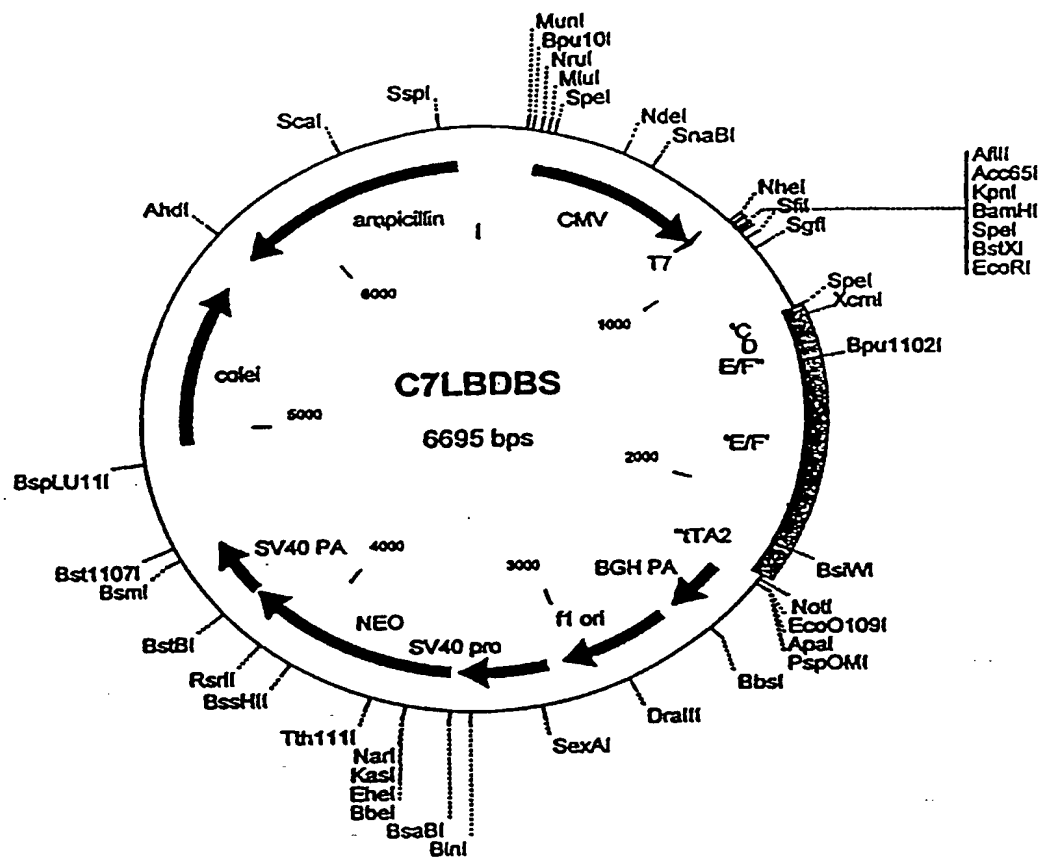 MunI
Bpu10I
NruI
MluI
SpeI
SspI
ScaI
NdeI
SnaBI
AhdI
NheI
SfiI
SgfI
AflII
Acc65I
KpnI
BamHI
SpeI
BstXI
EcoRI
ampicillin
1
CMV
T7
6000
1000
SpeI
XcmI
Bpu1102I
'C
D
E/F"
colei
C7LBDBS
6695 bps
5000
2000
'E/F'
BspLU11I
SV40 PA
4000
3000
BGH PA
"tTA2
BsiWI
Bst1107I
BsmI
NotI
EcoO109I
ApaI
PspOMI
NEO
SV40 pro
f1 ori
BstBI
RsrII
BssHII
BbsI
DraIII
Tth111I
SexAI
NarI
KasI
EheI
BbeI
BsaBI
BlnI